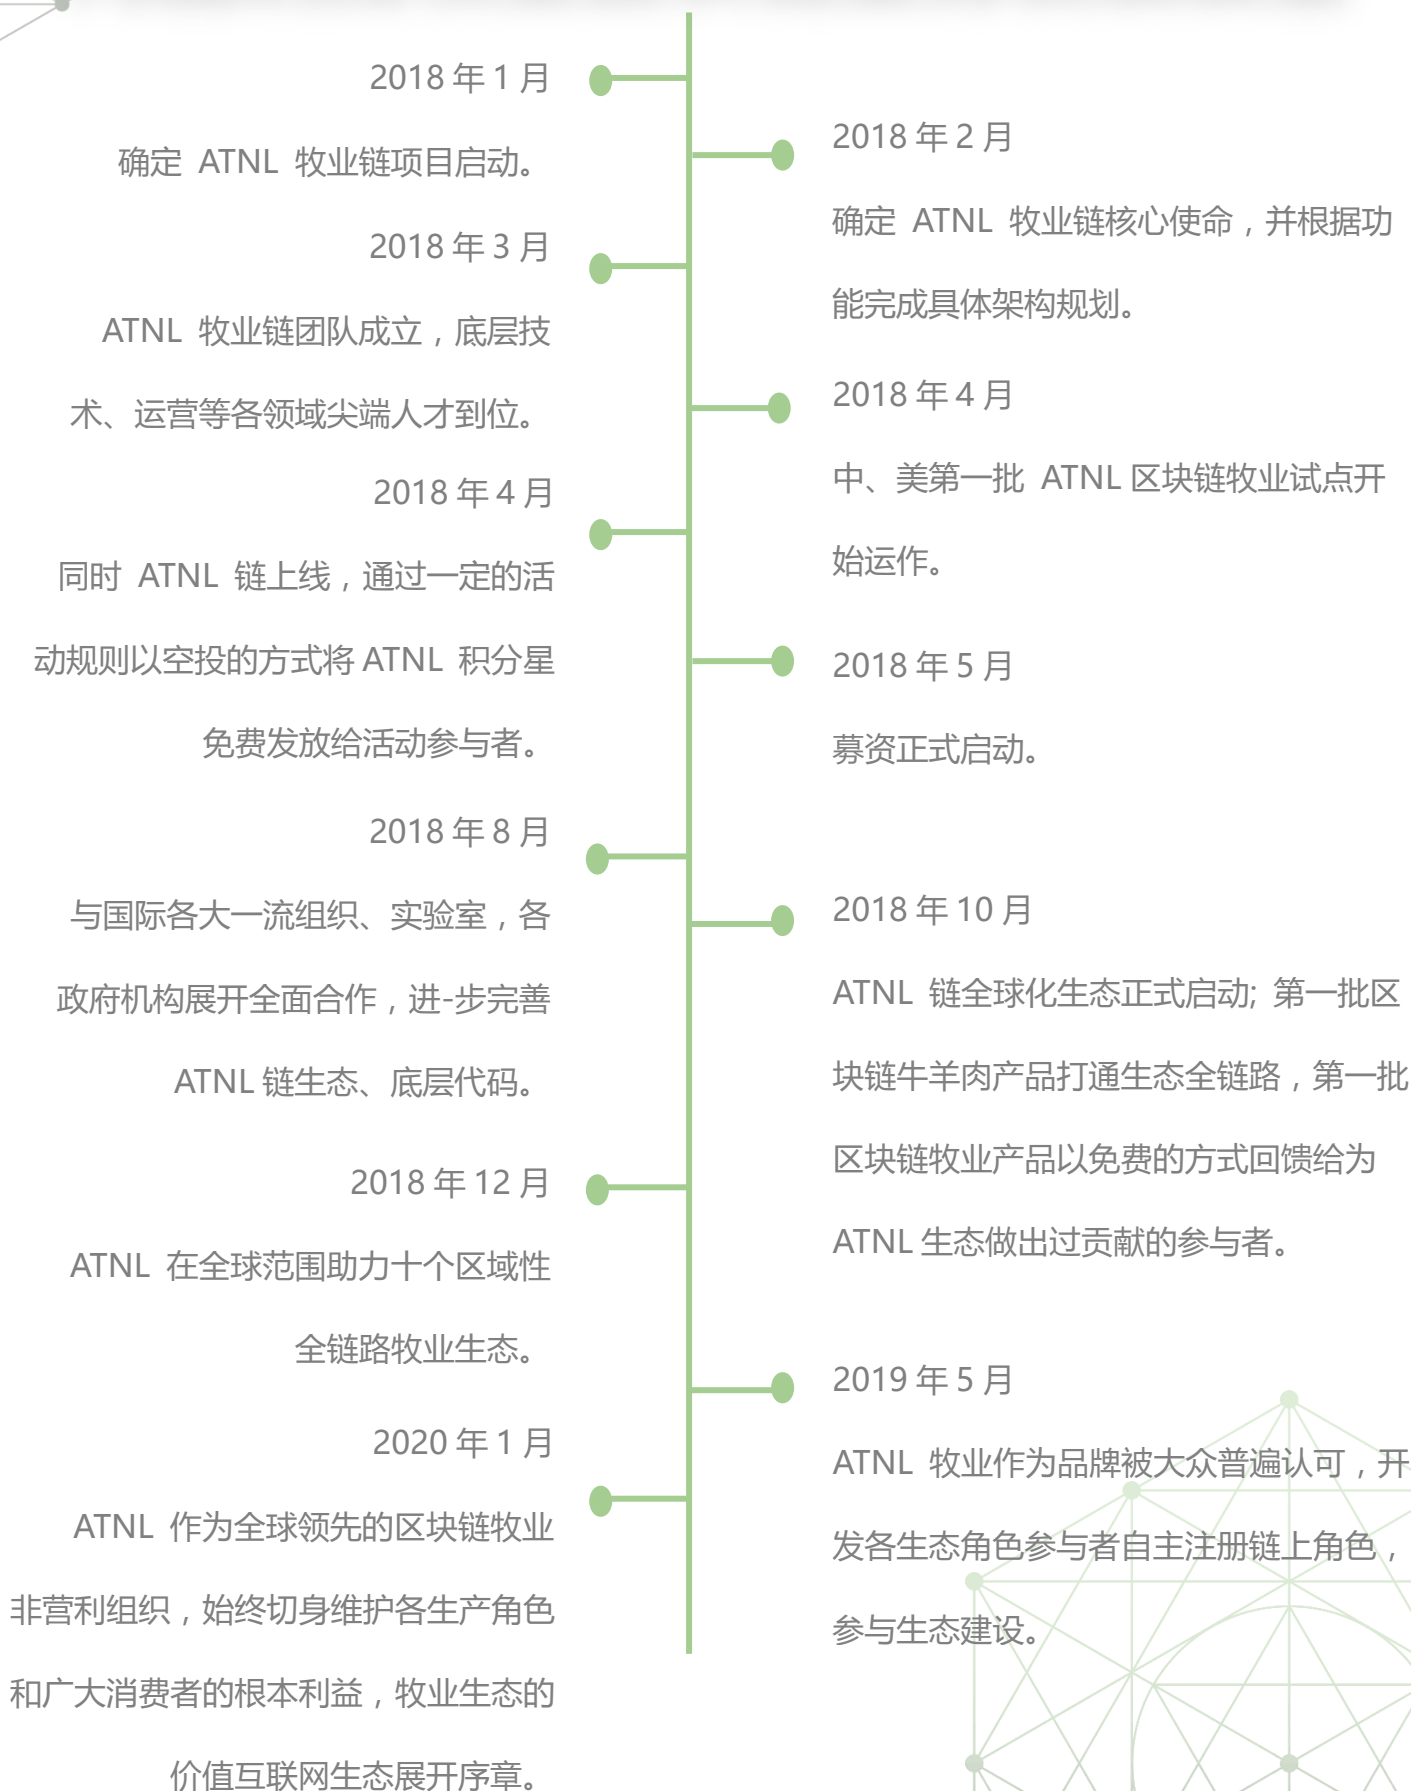 2018 年 1 月
确定 ATNL 牧业链项目启动。
2018 年 2 月
确定 ATNL 牧业链核心使命，并根据功
能完成具体架构规划。
2018 年 3 月
ATNL 牧业链团队成立，底层技
术、运营等各领域尖端人才到位。
2018 年 4 月
中、美第一批 ATNL 区块链牧业试点开
始运作。
2018 年 4 月
同时 ATNL 链上线，通过一定的活
动规则以空投的方式将 ATNL 积分星
免费发放给活动参与者。
2018 年 5 月
募资正式启动。
2018 年 8 月
与国际各大一流组织、实验室，各
政府机构展开全面合作，进-步完善
ATNL 链生态、底层代码。
2018 年 10 月
ATNL 链全球化生态正式启动; 第一批区
块链牛羊肉产品打通生态全链路，第一批
区块链牧业产品以免费的方式回馈给为
ATNL 生态做出过贡献的参与者。
2018 年 12 月
ATNL 在全球范围助力十个区域性
全链路牧业生态。
2019 年 5 月
ATNL 牧业作为品牌被大众普遍认可，开
发各生态角色参与者自主注册链上角色，
参与生态建设。
2020 年 1 月
ATNL 作为全球领先的区块链牧业
非营利组织，始终切身维护各生产角色
和广大消费者的根本利益，牧业生态的
价值互联网生态展开序章。